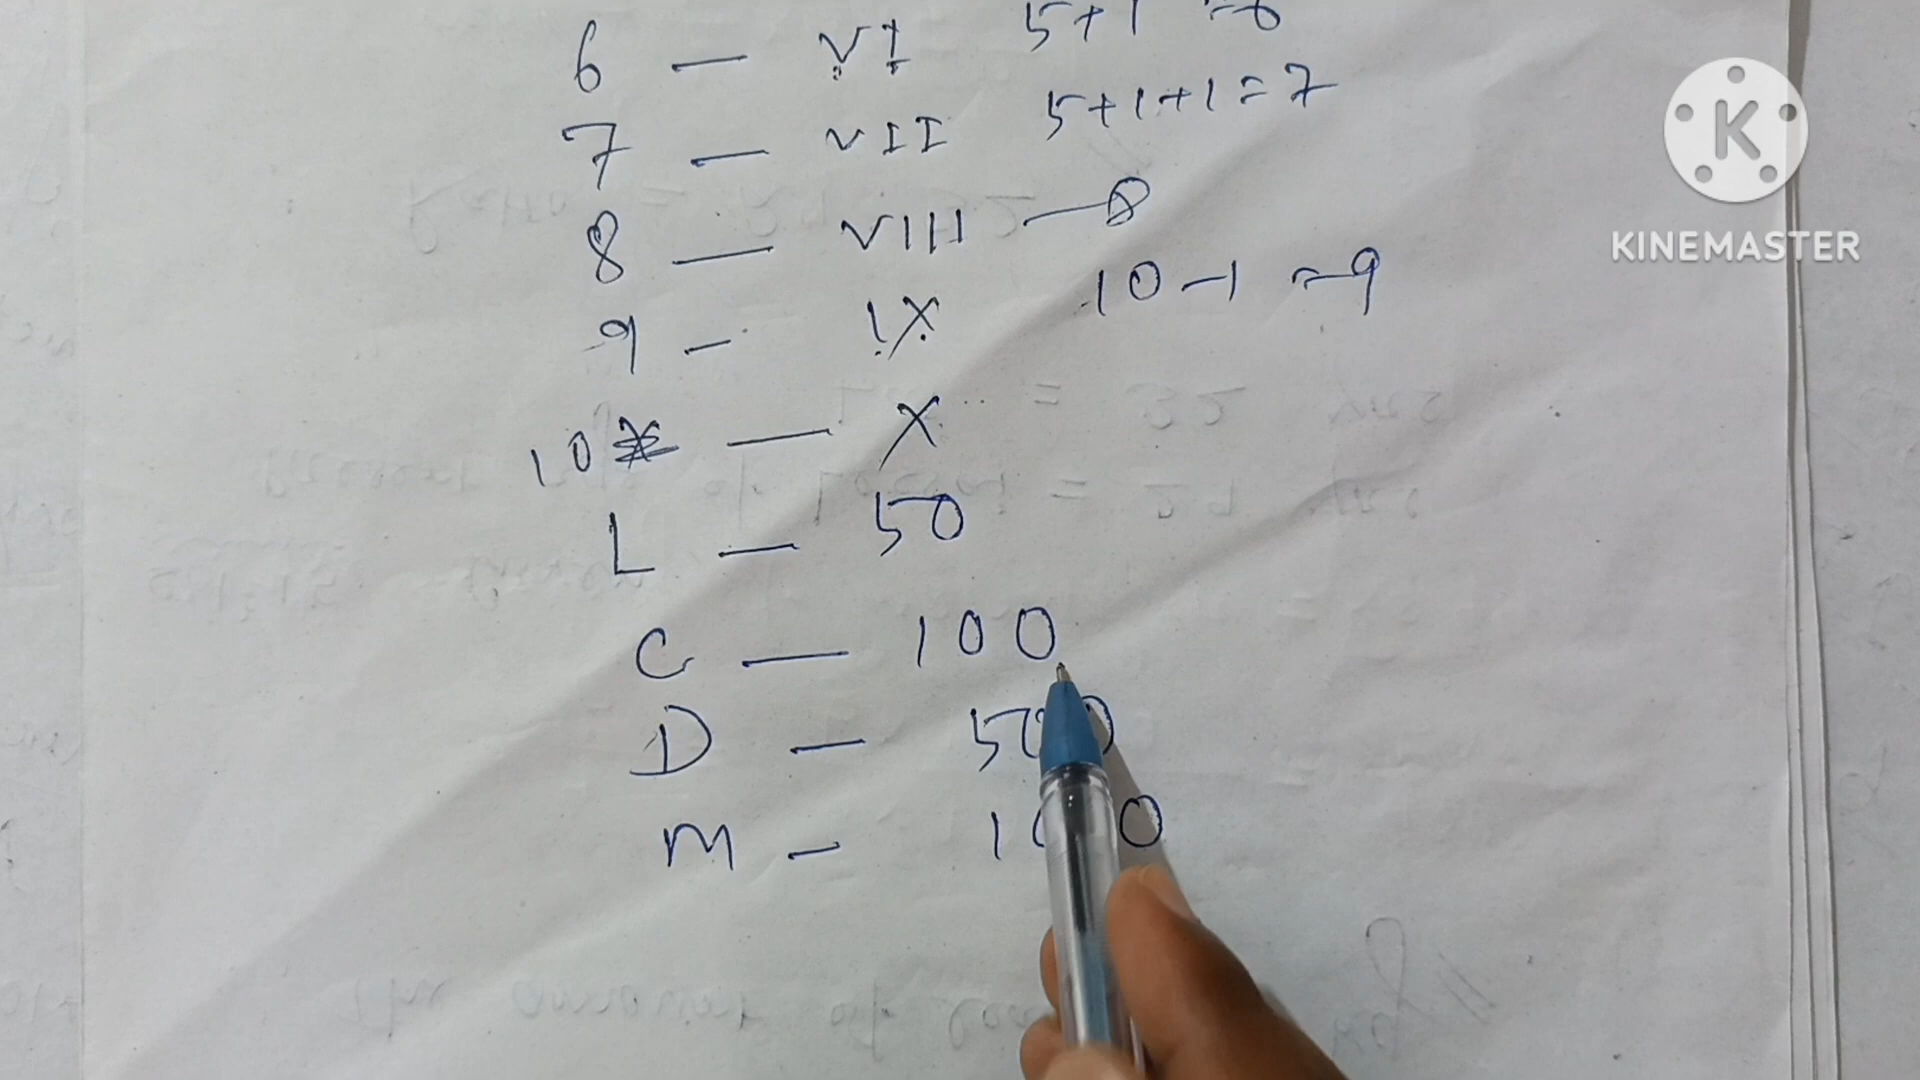 6 — VI 5+1 =6
7 — VII 5+1+1=7
8 — VIII — 8
9 - IX 10-1 =9
10 — X
L — 50
C — 100
D — 500
M -
K
KINEMASTER